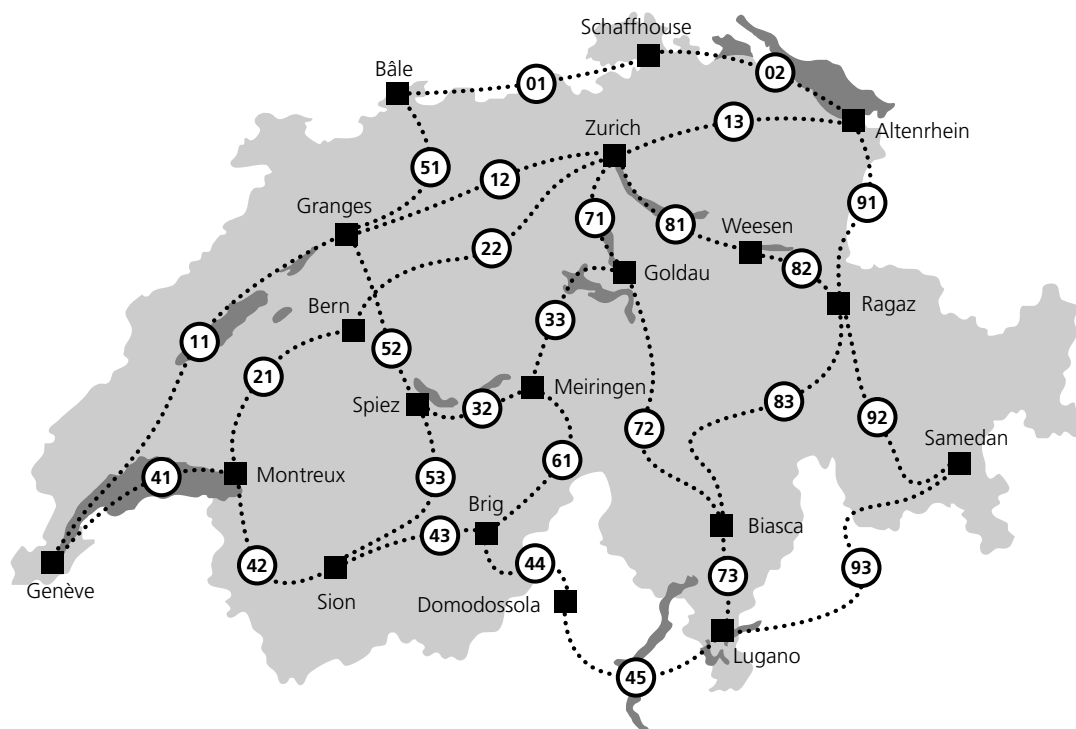 Schaffhouse
Bâle
02
01
Zurich
13
Altenrhein
51
12
Granges
91
71
81
Weesen
22
82
Goldau
Bern
Ragaz
33
11
52
21
Meiringen
Spiez
32
83
92
72
Samedan
61
41
Montreux
53
Brig
43
Biasca
42
44
73
93
Genève
Sion
Domodossola
Lugano
45